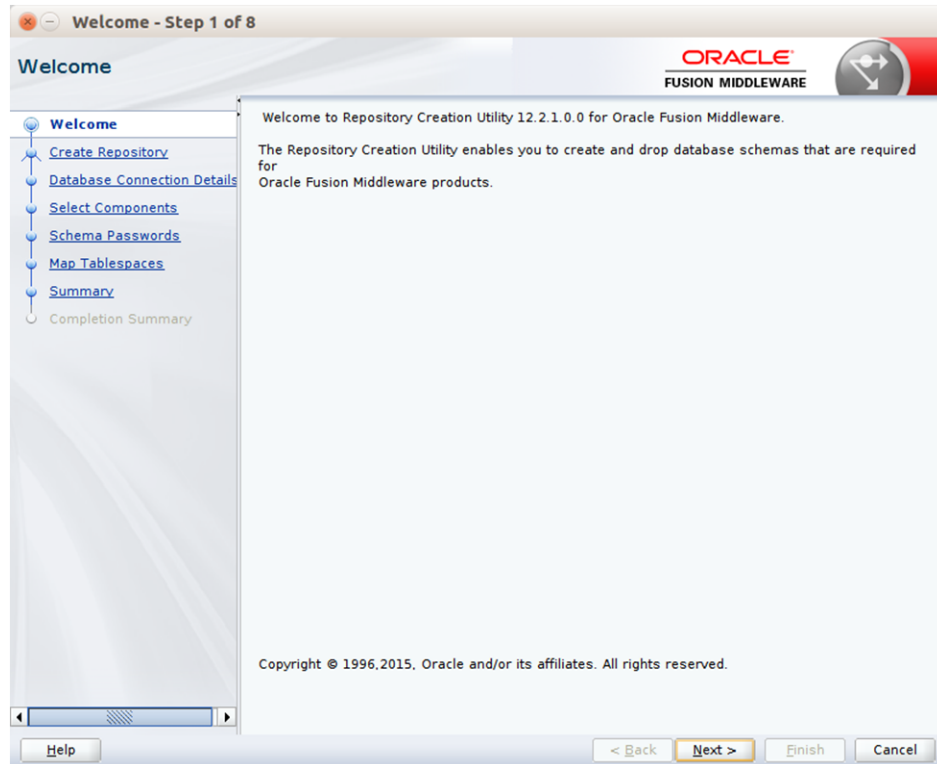 Welcome - Step 1 of 8
Welcome
ORACLE®
FUSION MIDDLEWARE
Welcome
Create Repository
Database Connection Details
Select Components
Schema Passwords
Map Tablespaces
Summary
Completion Summary
Welcome to Repository Creation Utility 12.2.1.0.0 for Oracle Fusion Middleware.
The Repository Creation Utility enables you to create and drop database schemas that are required
for
Oracle Fusion Middleware products.
Copyright © 1996,2015, Oracle and/or its affiliates. All rights reserved.
Help
< Back
Next >
Finish
Cancel